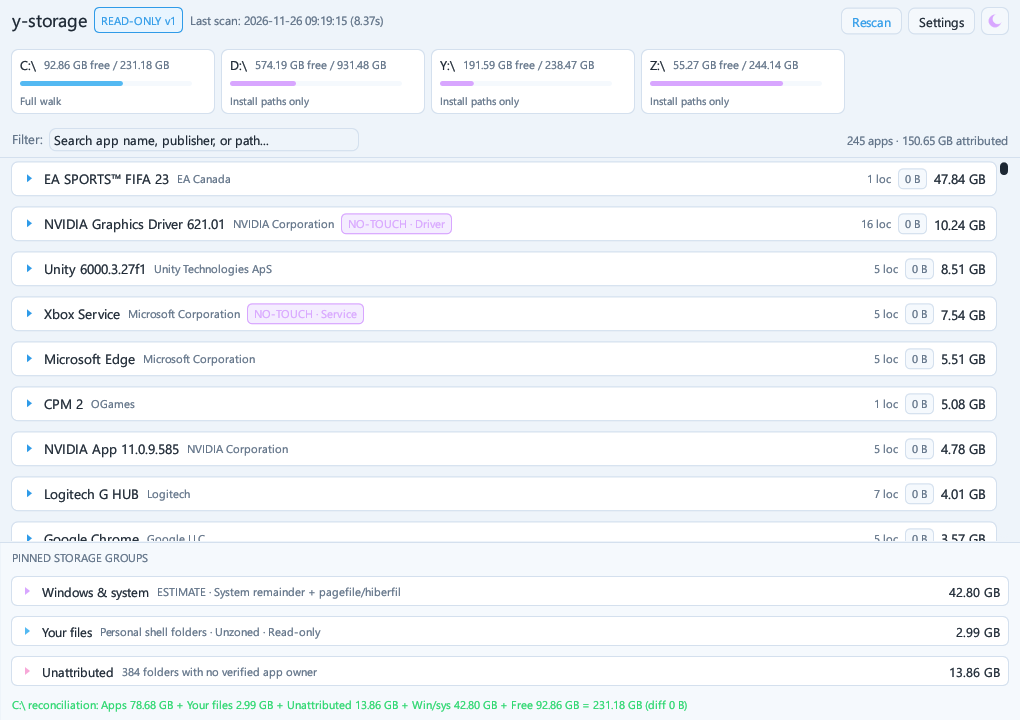 y-storage READ-ONLY v1 Last scan: 2026-11-26 09:19:15 (8.37s) Rescan Settings
C:\ 92.86 GB free / 231.18 GB
Full walk
D:\ 574.19 GB free / 931.48 GB
Install paths only
Y:\ 191.59 GB free / 238.47 GB
Install paths only
Z:\ 55.27 GB free / 244.14 GB
Install paths only
Filter: Search app name, publisher, or path... 245 apps · 150.65 GB attributed
EA SPORTS™ FIFA 23 EA Canada 1 loc 0 B 47.84 GB
NVIDIA Graphics Driver 621.01 NVIDIA Corporation NO-TOUCH · Driver 16 loc 0 B 10.24 GB
Unity 6000.3.27f1 Unity Technologies ApS 5 loc 0 B 8.51 GB
Xbox Service Microsoft Corporation NO-TOUCH · Service 5 loc 0 B 7.54 GB
Microsoft Edge Microsoft Corporation 5 loc 0 B 5.51 GB
CPM 2 OGames 1 loc 0 B 5.08 GB
NVIDIA App 11.0.9.585 NVIDIA Corporation 5 loc 0 B 4.78 GB
Logitech G HUB Logitech 7 loc 0 B 4.01 GB
Google Chrome Google LLC 5 loc 0 B 3.57 GB
PINNED STORAGE GROUPS
Windows & system ESTIMATE · System remainder + pagefile/hiberfil 42.80 GB
Your files Personal shell folders · Unzoned · Read-only 2.99 GB
Unattributed 384 folders with no verified app owner 13.86 GB
C:\ reconciliation: Apps 78.68 GB + Your files 2.99 GB + Unattributed 13.86 GB + Win/sys 42.80 GB + Free 92.86 GB = 231.18 GB (diff 0 B)